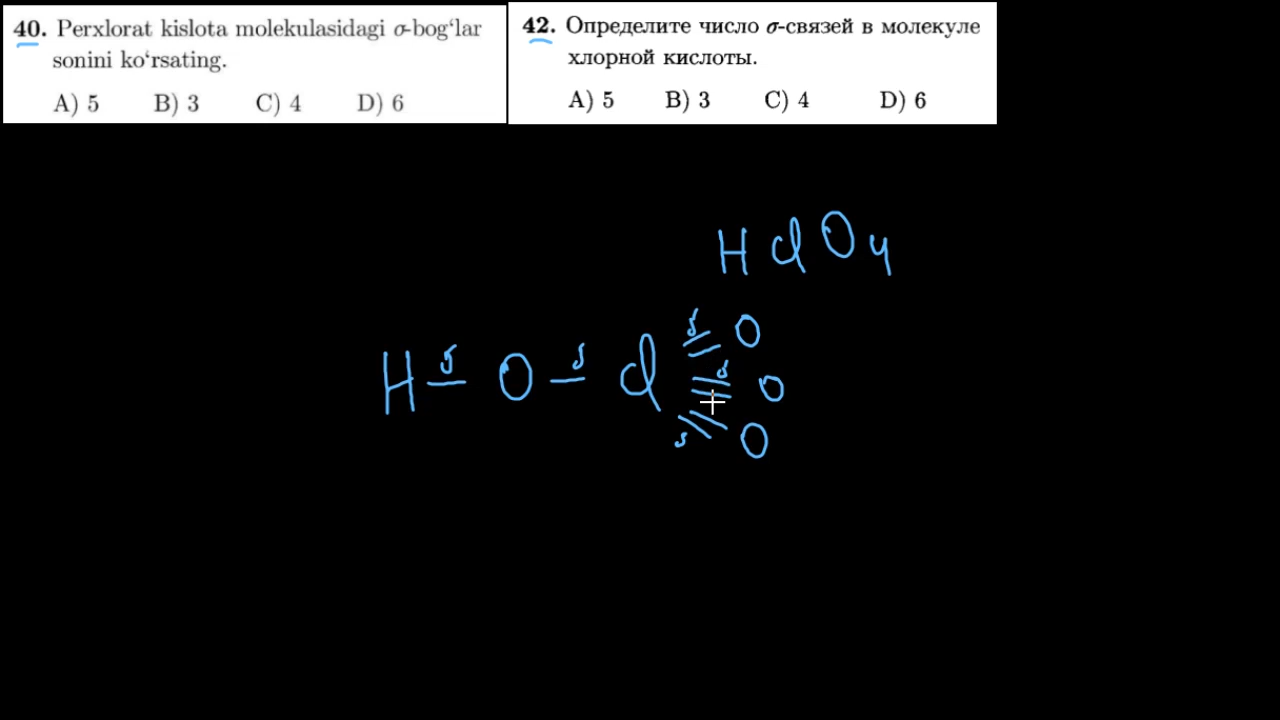 40. Perxlorat kislota molekulasidagi σ-bog‘lar
sonini ko‘rsating.
A) 5 B) 3 C) 4 D) 6
42. Определите число σ-связей в молекуле
хлорной кислоты.
A) 5 B) 3 C) 4 D) 6
HClO4
H – O – Cl
O
O
O